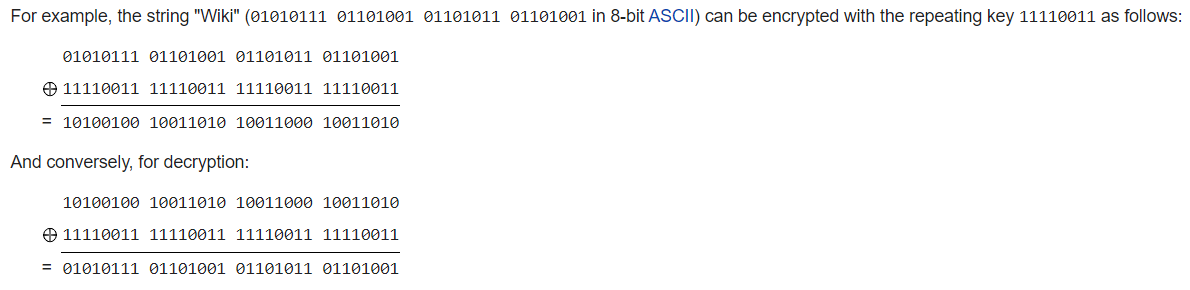 For example, the string "Wiki" (01010111 01101001 01101011 01101001 in 8-bit ASCII) can be encrypted with the repeating key 11110011 as follows:
01010111 01101001 01101011 01101001
⊕ 11110011 11110011 11110011 11110011
= 10100100 10011010 10011000 10011010
And conversely, for decryption:
10100100 10011010 10011000 10011010
⊕ 11110011 11110011 11110011 11110011
= 01010111 01101001 01101011 01101001